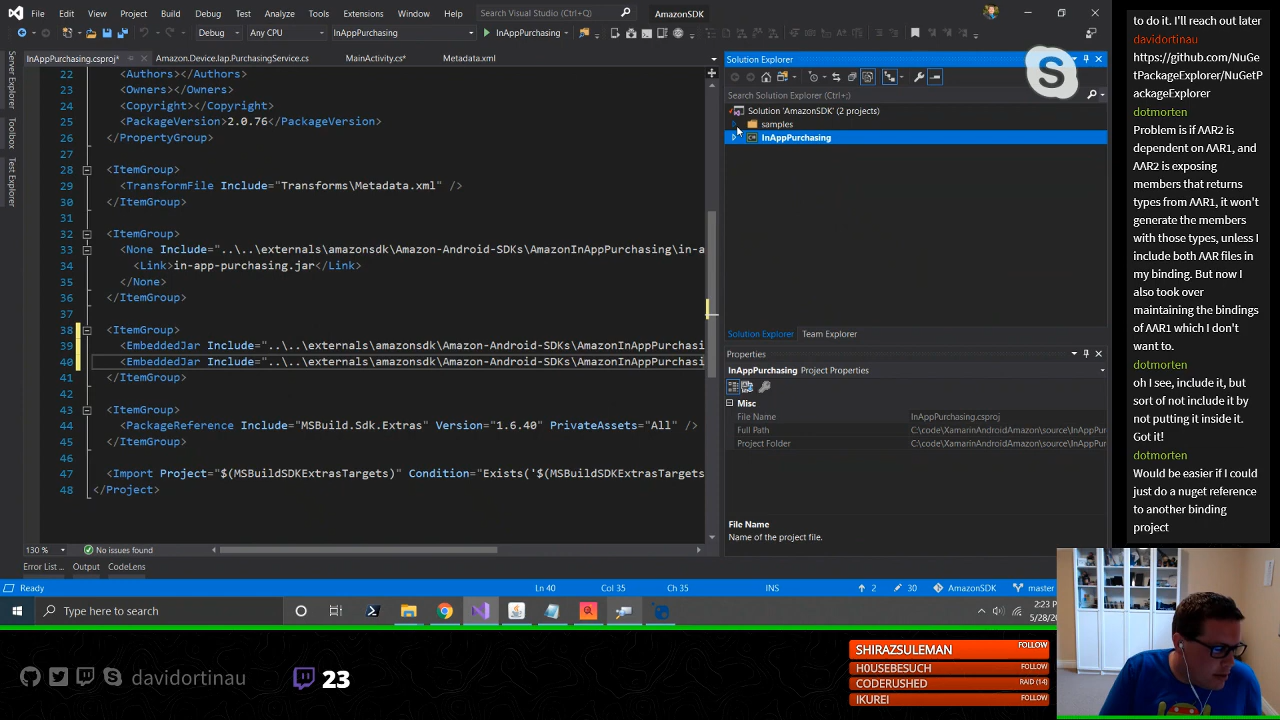 File Edit View Project Build Debug Team Tools Test Analyze
Extensions Window Help Search Visual Studio (Ctrl+Q) AmazonSDK
Debug Any CPU InAppPurchasing InAppPurchasing
Server Explorer Toolbox Test Explorer
InAppPurchasing.csproj* Amazon.Device.Iap.PurchasingService.cs MainActivity.cs* Metadata.xml
22 <Authors></Authors>
23 <Owners></Owners>
24 <Copyright></Copyright>
25 <PackageVersion>2.0.76</PackageVersion>
26 </PropertyGroup>
27
28 <ItemGroup>
29 <TransformFile Include="Transforms\Metadata.xml" />
30 </ItemGroup>
31
32 <ItemGroup>
33 <None Include="..\..\externals\amazonsdk\Amazon-Android-SDKs\AmazonInAppPurchasing\in-a
34 <Link>in-app-purchasing.jar</Link>
35 </None>
36 </ItemGroup>
37
38 <ItemGroup>
39 <EmbeddedJar Include="..\..\externals\amazonsdk\Amazon-Android-SDKs\AmazonInAppPurchasi
40 <EmbeddedJar Include="..\..\externals\amazonsdk\Amazon-Android-SDKs\AmazonInAppPurchasi
41 </ItemGroup>
42
43 <ItemGroup>
44 <PackageReference Include="MSBuild.Sdk.Extras" Version="1.6.40" PrivateAssets="All" />
45 </ItemGroup>
46
47 <Import Project="$(MSBuildSDKExtrasTargets)" Condition="Exists('$(MSBuildSDKExtrasTargets
48 </Project>
130 % No issues found
Error List ... Output CodeLens
Ready Ln 40 Col 35 Ch 35 INS 2 30 AmazonSDK master
Solution Explorer
Search Solution Explorer (Ctrl+;)
Solution 'AmazonSDK' (2 projects)
samples
InAppPurchasing
Solution Explorer Team Explorer
Properties
InAppPurchasing Project Properties
Misc
File Name InAppPurchasing.csproj
Full Path C:\code\XamarinAndroidAmazon\source\InAppPur
Project Folder C:\code\XamarinAndroidAmazon\source\InAppPur
File Name
Name of the project file.
Type here to search
2:23 PM
5/28/20
to do it. I'll reach out later
davidortinau
https://github.com/NuGe
tPackageExplorer/NuGetP
ackageExplorer
dotmorten
Problem is if AAR2 is
dependent on AAR1, and
AAR2 is exposing
members that returns
types from AAR1, it won't
generate the members
with those types, unless I
include both AAR files in
my binding. But now I
also took over
maintaining the bindings
of AAR1 which I don't
want to.
dotmorten
oh I see, include it, but
sort of not include it by
not putting it inside it.
Got it!
dotmorten
Would be easier if I could
just do a nuget reference
to another binding
project
davidortinau 23
SHIRAZSULEMAN FOLLOW
H0USEBESUCH FOLLOW
CODERUSHED RAID (14)
IKUREI FOLLOW